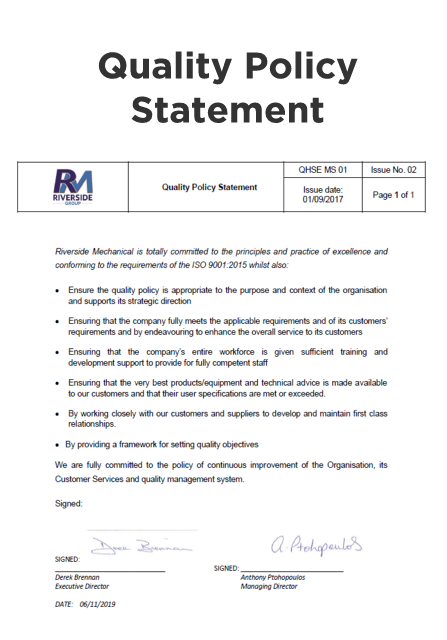 Quality Policy
Statement
RM
RIVERSIDE
GROUP
Quality Policy Statement
QHSE MS 01
Issue No. 02
Issue date:
01/09/2017
Page 1 of 1
Riverside Mechanical is totally committed to the principles and practice of excellence and
conforming to the requirements of the ISO 9001:2015 whilst also:
• Ensure the quality policy is appropriate to the purpose and context of the organisation
and supports its strategic direction
• Ensuring that the company fully meets the applicable requirements and of its customers'
requirements and by endeavouring to enhance the overall service to its customers
• Ensuring that the company's entire workforce is given sufficient training and
development support to provide for fully competent staff
• Ensuring that the very best products/equipment and technical advice is made available
to our customers and that their user specifications are met or exceeded.
• By working closely with our customers and suppliers to develop and maintain first class
relationships.
• By providing a framework for setting quality objectives
We are fully committed to the policy of continuous improvement of the Organisation, its
Customer Services and quality management system.
Signed:
Derek Brennan
A. Ptohopoulos
SIGNED:
SIGNED:
Derek Brennan
Executive Director
Anthony Ptohopoulos
Managing Director
DATE: 06/11/2019